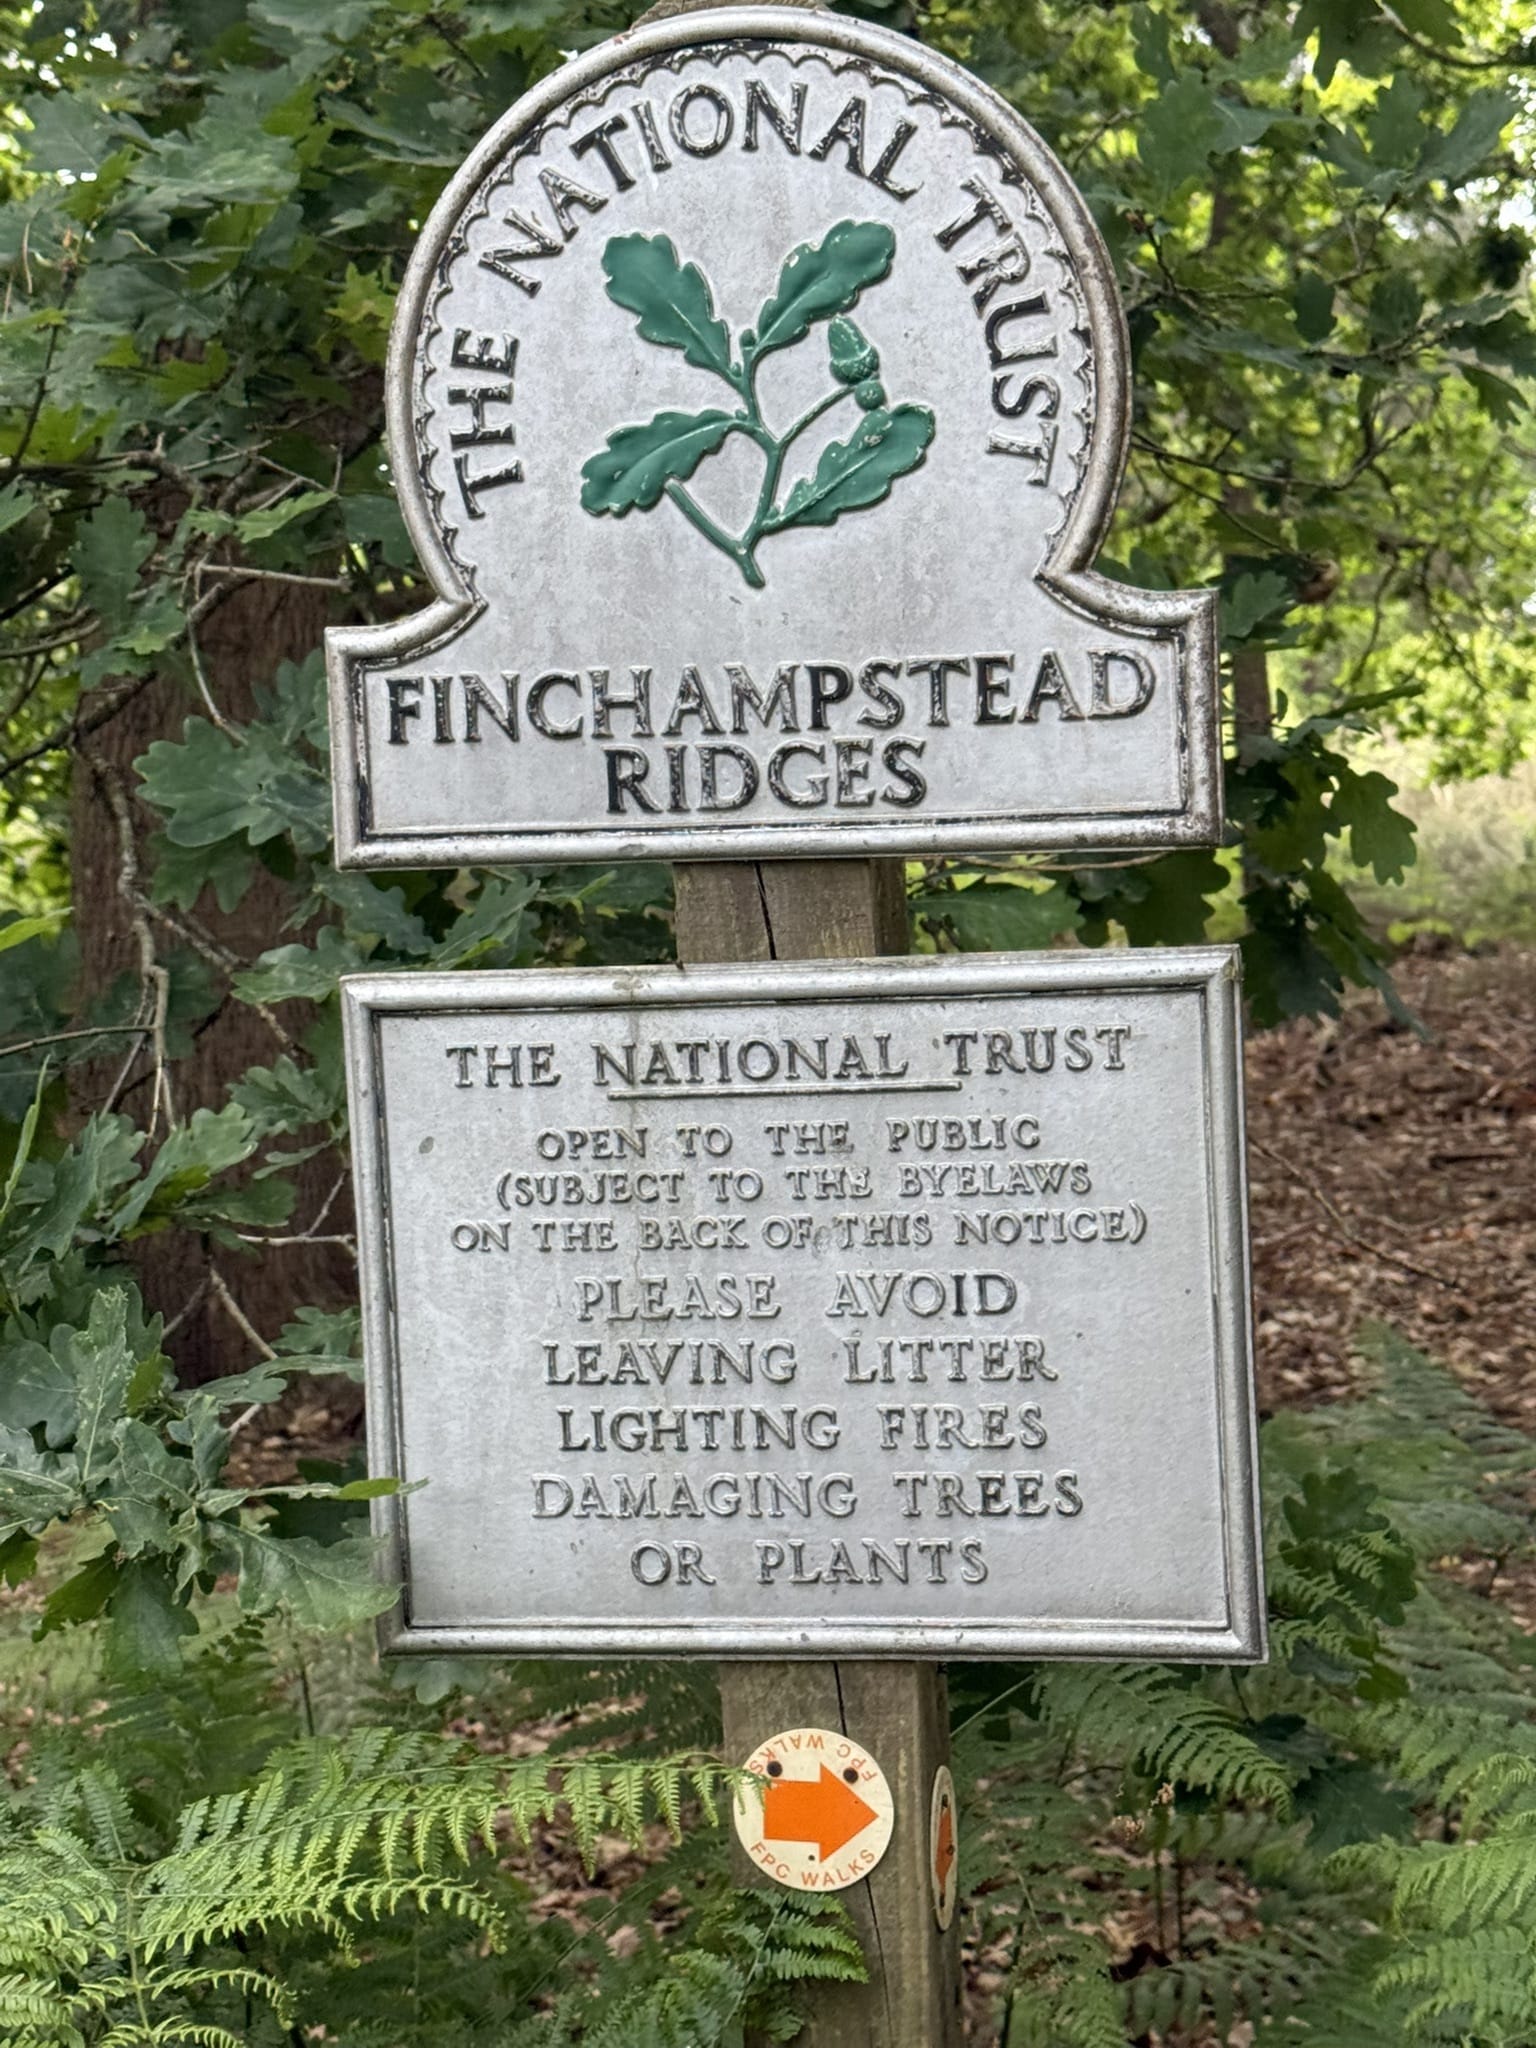 THE NATIONAL TRUST
FINCHAMPSTEAD
RIDGES
THE NATIONAL TRUST
OPEN TO THE PUBLIC
(SUBJECT TO THE BYELAWS
ON THE BACK OF THIS NOTICE)
PLEASE AVOID
LEAVING LITTER
LIGHTING FIRES
DAMAGING TREES
OR PLANTS
FPC WALKS
FPC WALKS